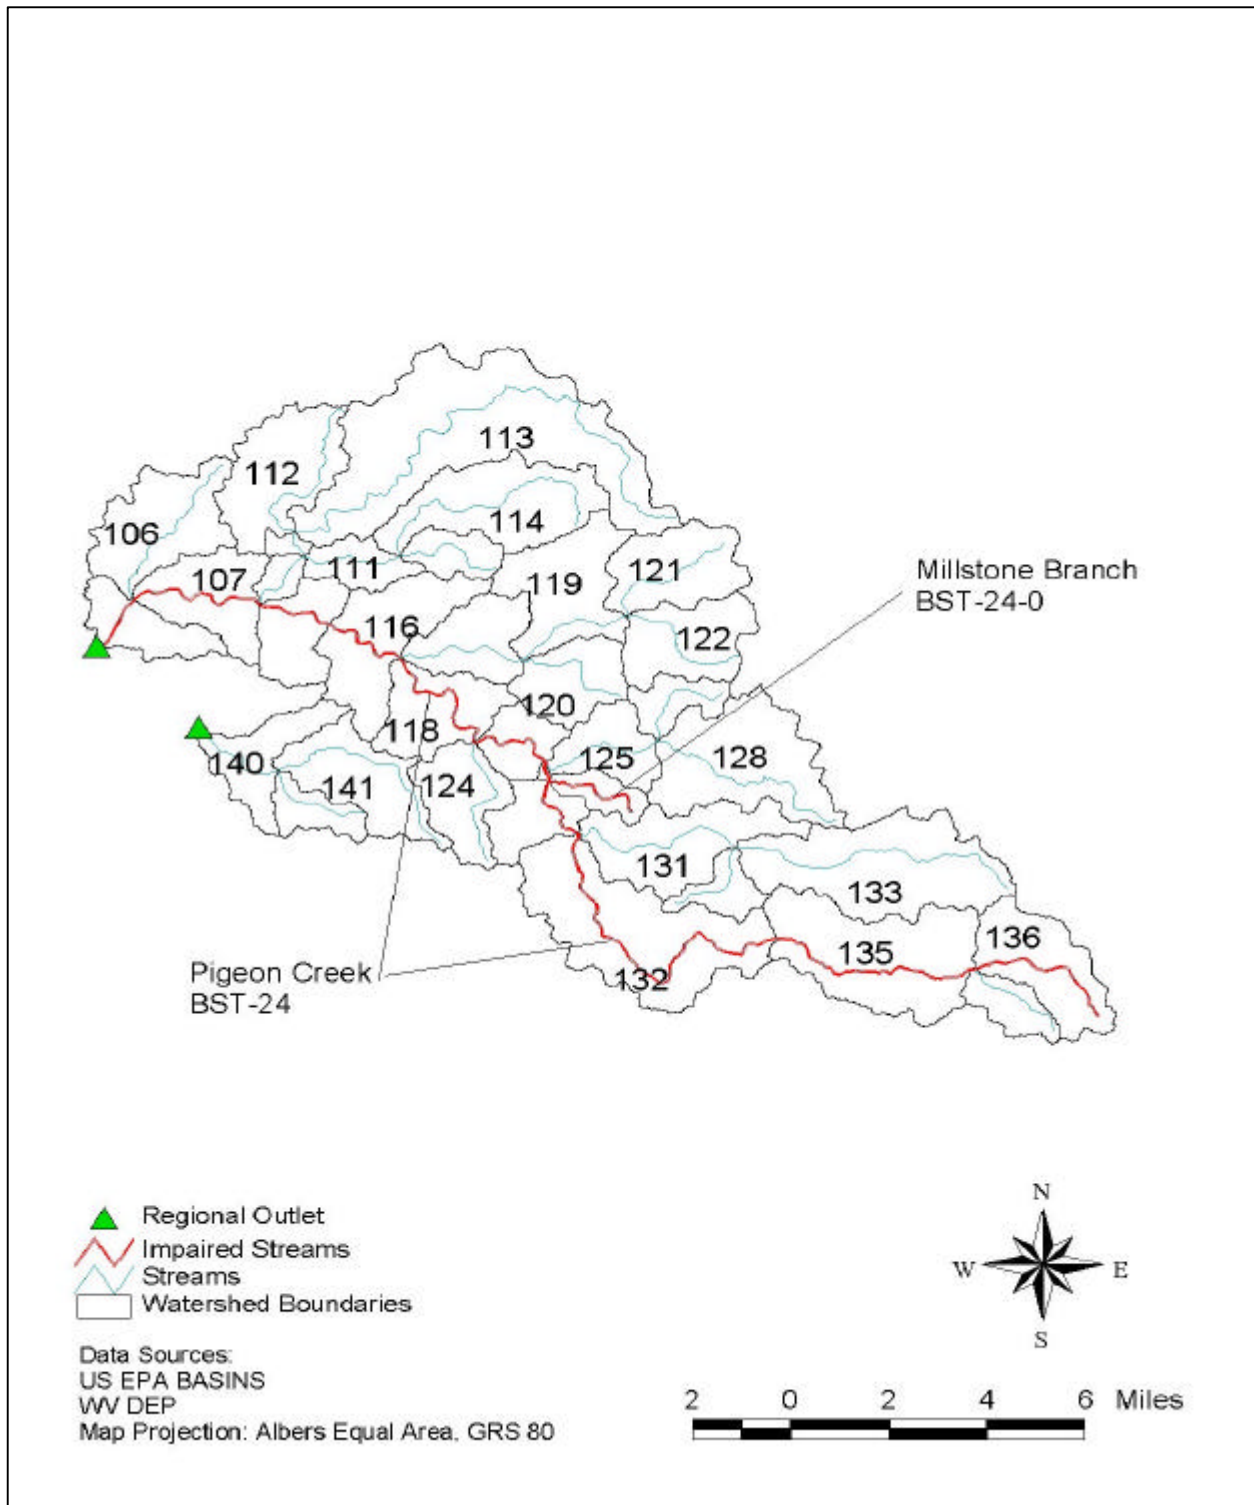 113
112
114
106
111
119
121
107
Millstone Branch
BST-24-0
116
122
120
118
125
128
140
141
124
131
133
136
135
Pigeon Creek
BST-24
132
Regional Outlet
Impaired Streams
Streams
Watershed Boundaries
N
W
E
S
Data Sources:
US EPA BASINS
WV DEP
Map Projection: Albers Equal Area, GRS 80
2 0 2 4 6 Miles